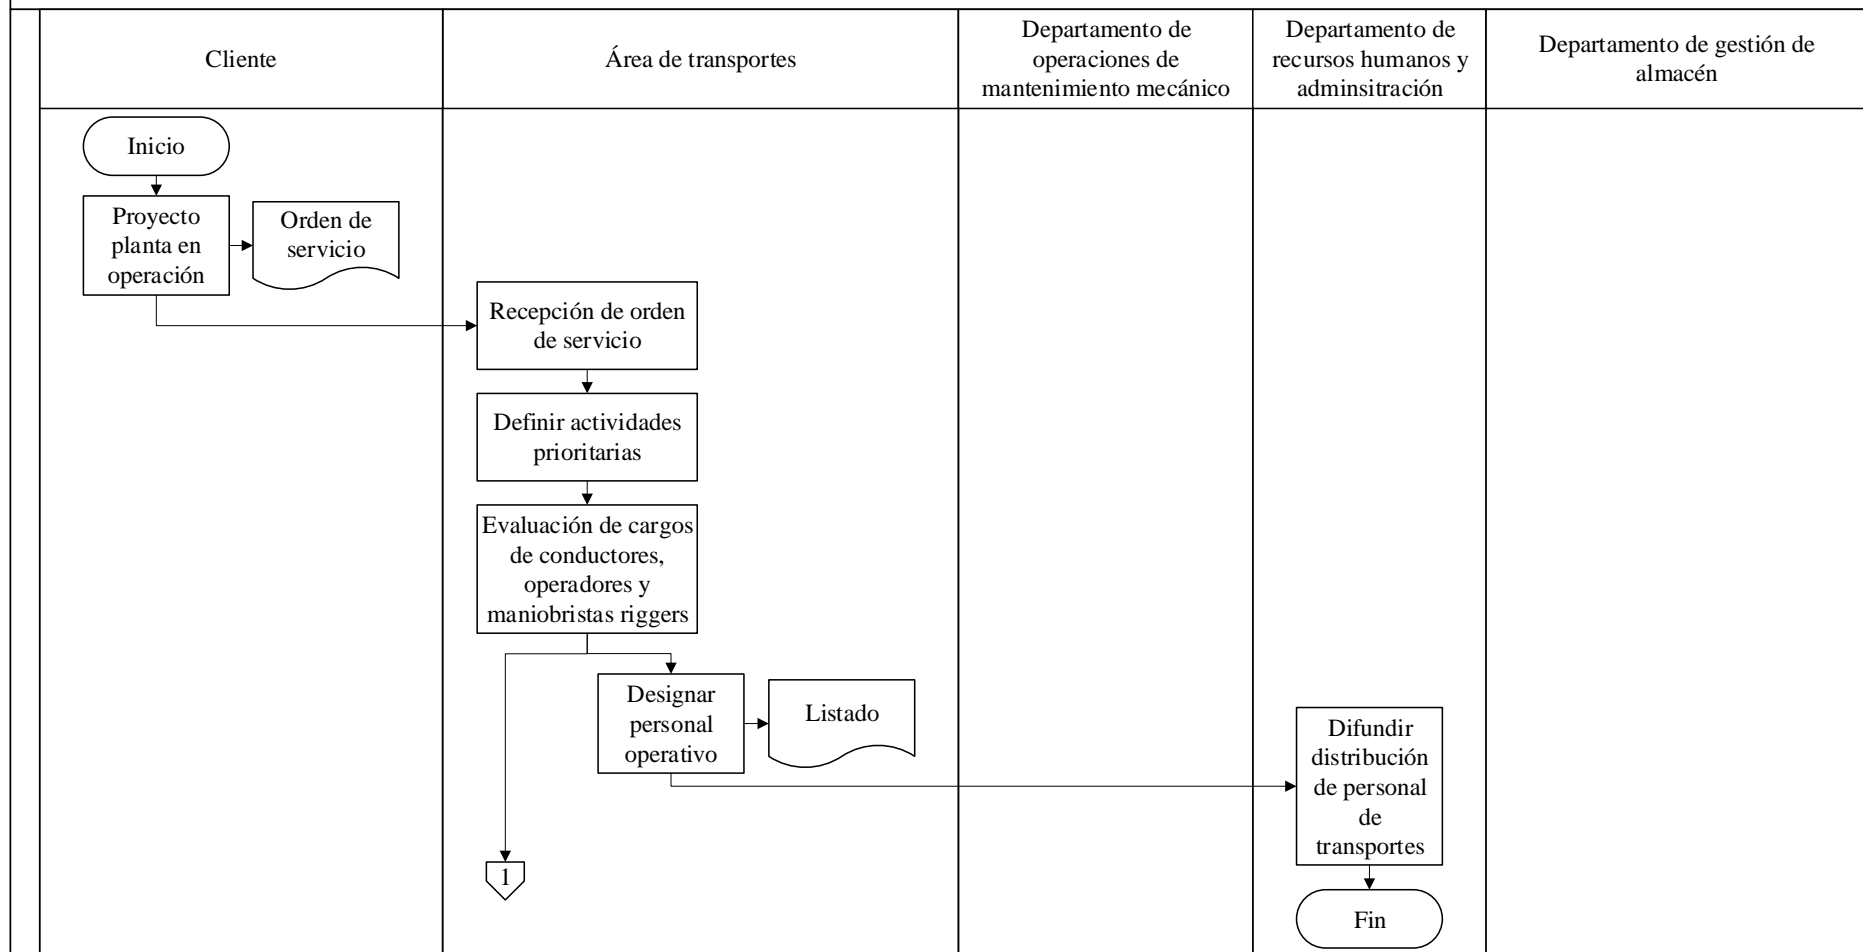 Cliente
Área de transportes
Departamento de
operaciones de
mantenimiento mecánico
Departamento de
recursos humanos y
adminsitración
Departamento de gestión de
almacén
Inicio
Proyecto
planta en
operación
Orden de
servicio
Recepción de orden
de servicio
Definir actividades
prioritarias
Evaluación de cargos
de conductores,
operadores y
maniobristas riggers
Designar
personal
operativo
Listado
Difundir
distribución
de personal
de
transportes
1
Fin